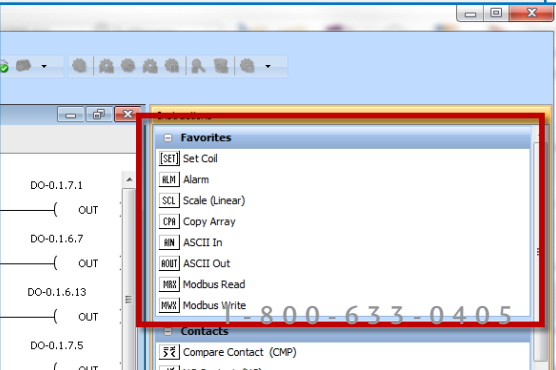 Instructions
Favorites
[SET] Set Coil
ALM Alarm
SCL Scale (Linear)
CPA Copy Array
AIN ASCII In
AOUT ASCII Out
MRX Modbus Read
MWX Modbus Write
1-800-633-0405
Contacts
Compare Contact (CMP)
DO-0.1.7.1
( OUT )
DO-0.1.6.7
( OUT
DO-0.1.6.13
( OUT )
DO-0.1.7.5
( OUT